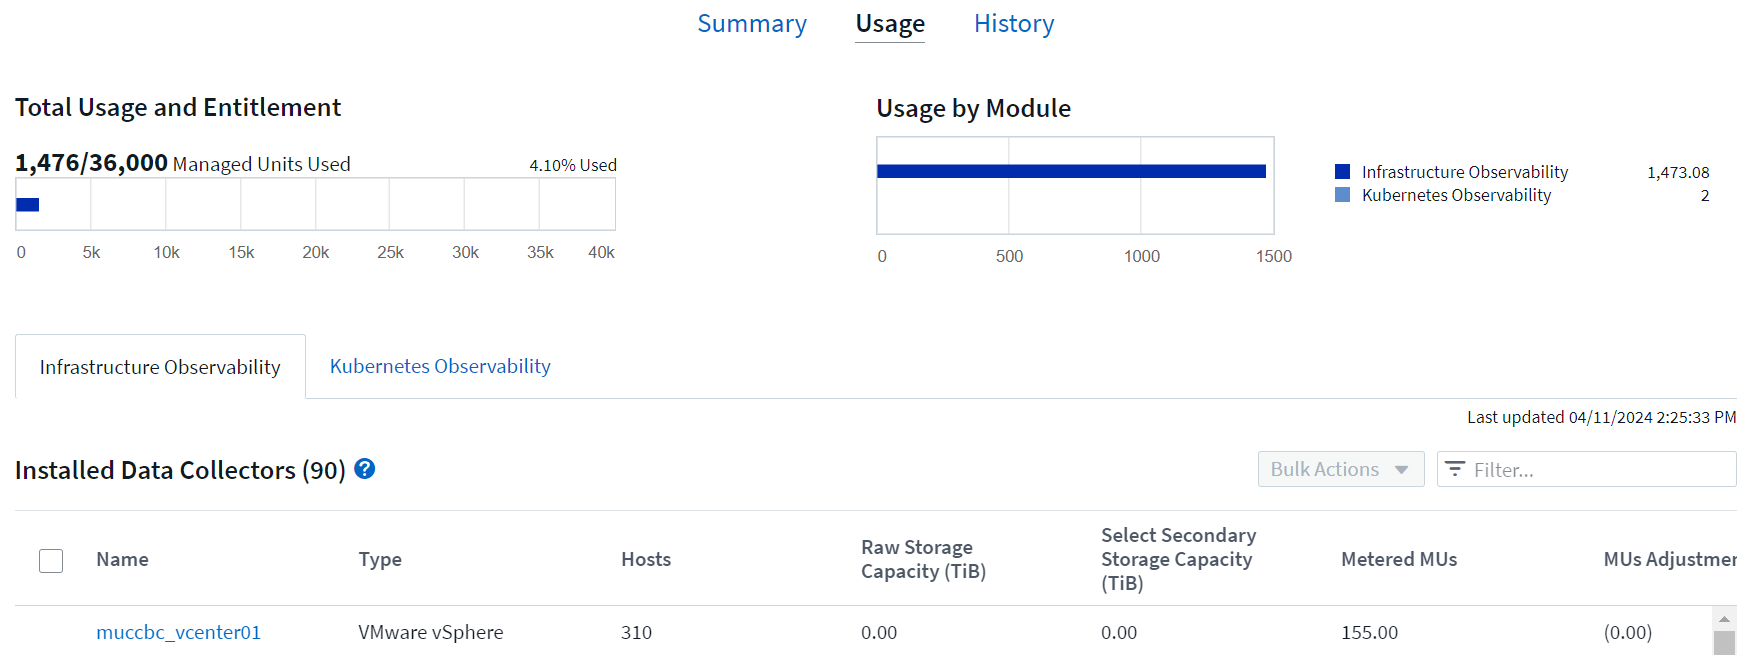 Summary Usage History
Total Usage and Entitlement
1,476/36,000 Managed Units Used 4.10% Used
0 5k 10k 15k 20k 25k 30k 35k 40k
Usage by Module
Infrastructure Observability 1,473.08
Kubernetes Observability 2
0 500 1000 1500
Infrastructure Observability Kubernetes Observability
Last updated 04/11/2024 2:25:33 PM
Installed Data Collectors (90) ?
Bulk Actions Filter...
Name Type Hosts Raw Storage Capacity (TiB) Select Secondary Storage Capacity (TiB) Metered MUs MUs Adjustmer
muccbc_vcenter01 VMware vSphere 310 0.00 0.00 155.00 (0.00)